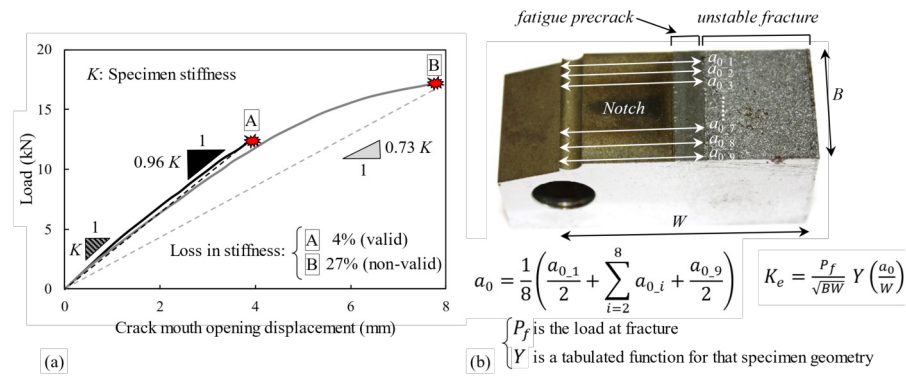 (a)
20
15
10
5
0
Load (kN)
K: Specimen stiffness
A
B
1
0.96 K
0.73 K
1
1
K
Loss in stiffness:
A 4% (valid)
B 27% (non-valid)
0 2 4 6 8
Crack mouth opening displacement (mm)
(a)
(b)
fatigue precrack unstable fracture
a0_1
a0_2
a0_3
Notch
a0_7
a0_8
a0_9
B
W
a0 = 1/8 (a0_1/2 + ∑ i=2 8 a0_i + a0_9/2)
Ke = Pf/√BW Y (a0/W)
Pf is the load at fracture
Y is a tabulated function for that specimen geometry
(b)